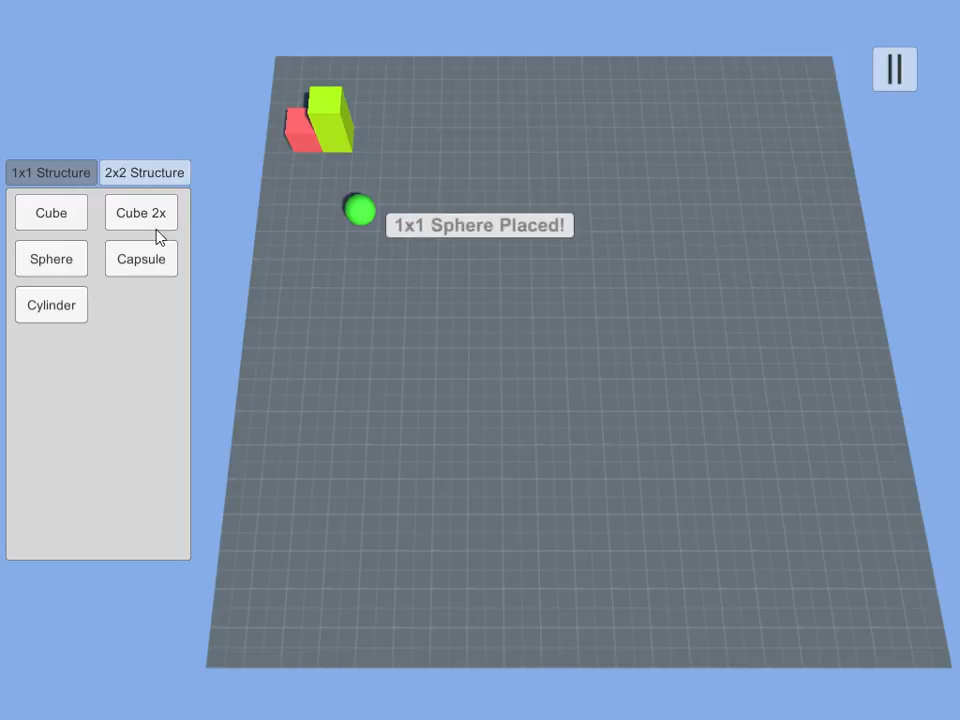 1x1 Structure
2x2 Structure
Cube
Cube 2x
Sphere
Capsule
Cylinder
1x1 Sphere Placed!